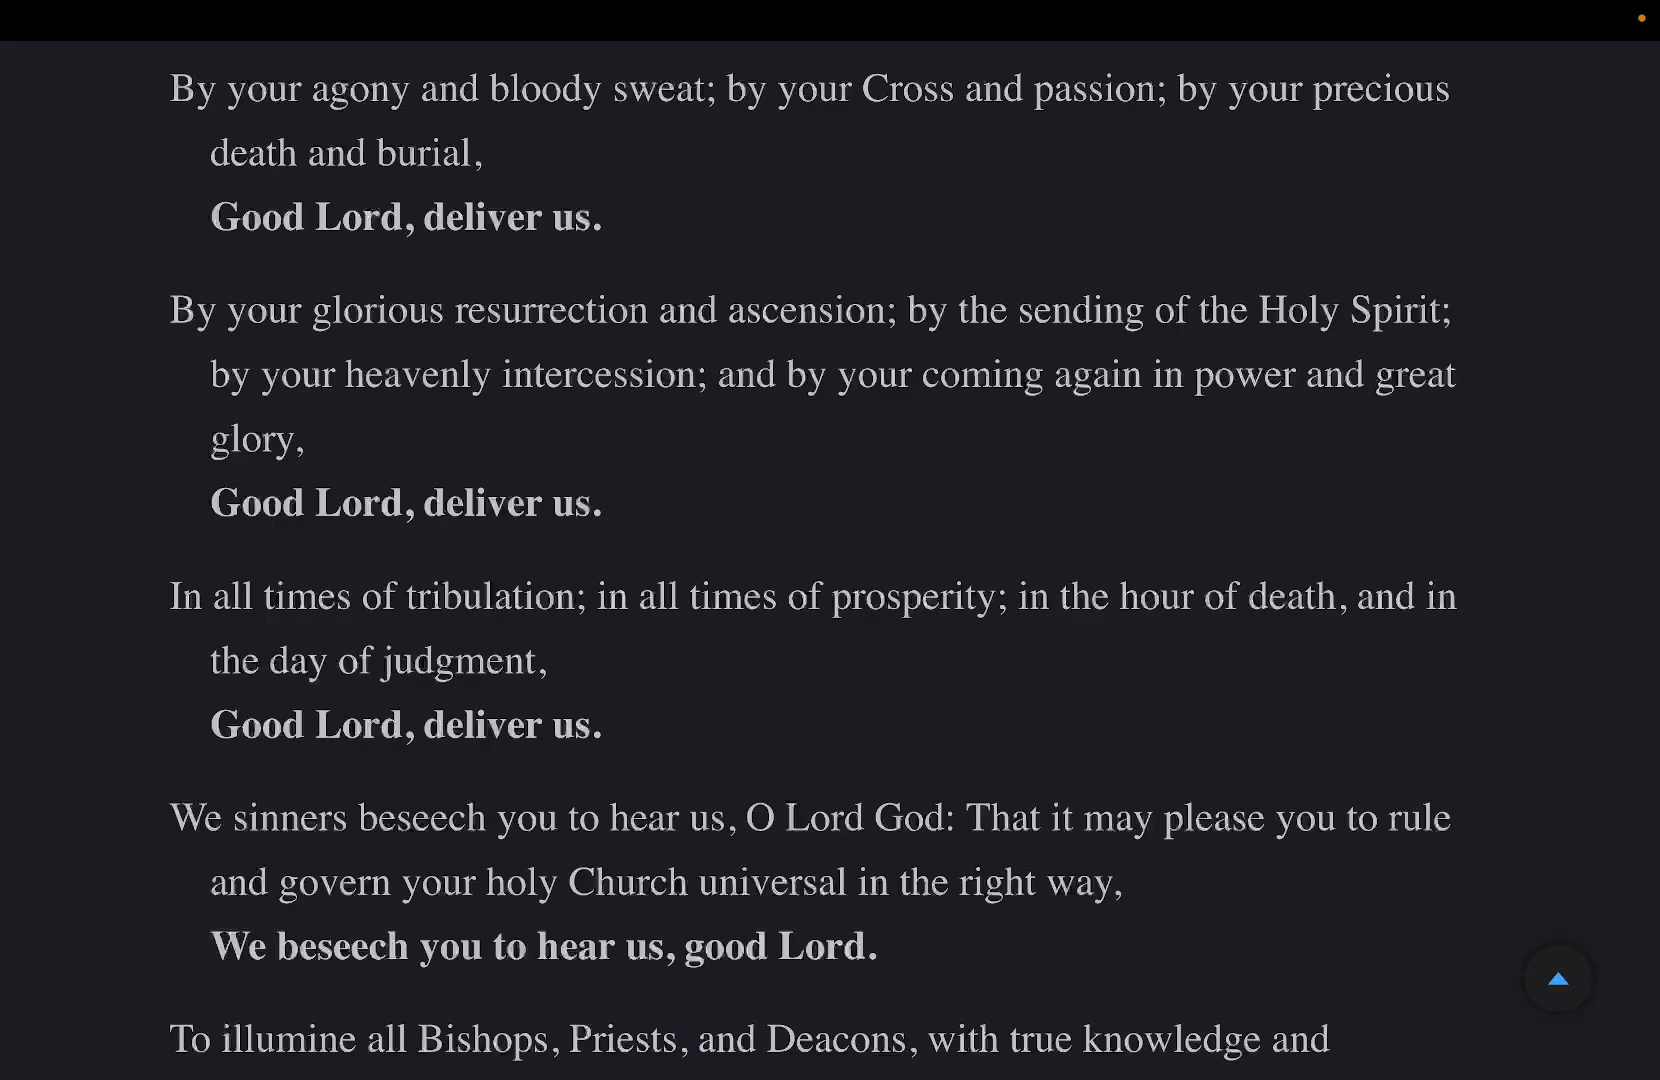 By your agony and bloody sweat; by your Cross and passion; by your precious
death and burial,
Good Lord, deliver us.
By your glorious resurrection and ascension; by the sending of the Holy Spirit;
by your heavenly intercession; and by your coming again in power and great
glory,
Good Lord, deliver us.
In all times of tribulation; in all times of prosperity; in the hour of death, and in
the day of judgment,
Good Lord, deliver us.
We sinners beseech you to hear us, O Lord God: That it may please you to rule
and govern your holy Church universal in the right way,
We beseech you to hear us, good Lord.
To illumine all Bishops, Priests, and Deacons, with true knowledge and